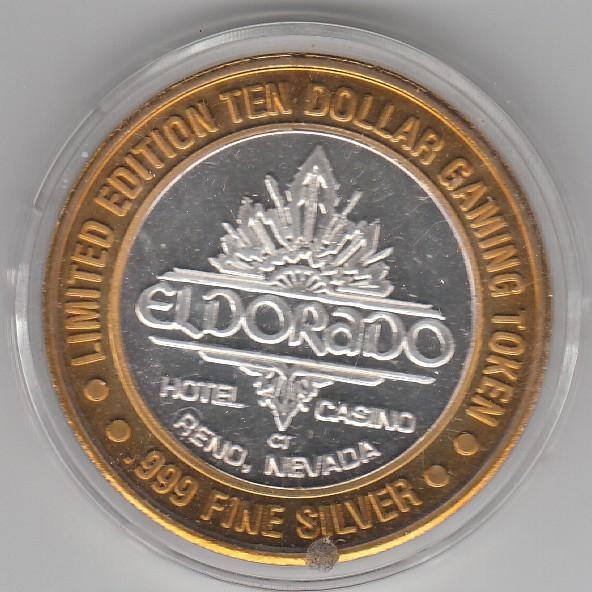 LIMITED EDITION TEN DOLLAR GAMING TOKEN
ELDORADO
HOTEL CASINO
CT
RENO, NEVADA
.999 FINE SILVER